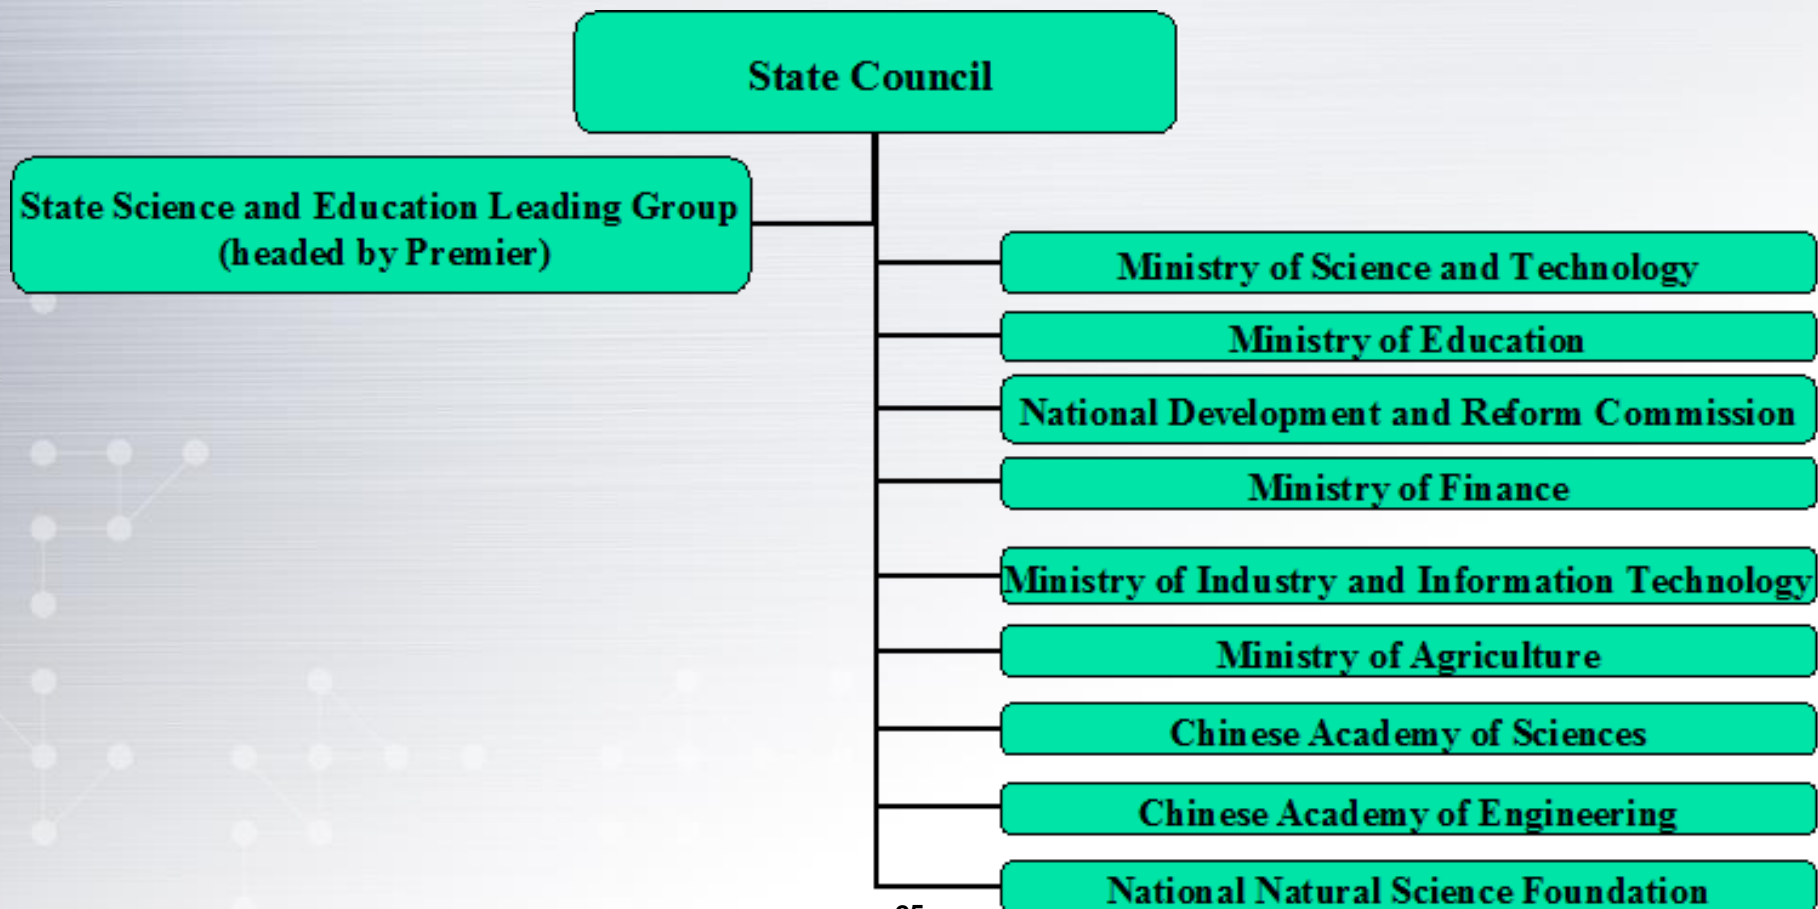 State Council
State Science and Education Leading Group
(headed by Premier)
Ministry of Science and Technology
Ministry of Education
National Development and Reform Commission
Ministry of Finance
Ministry of Industry and Information Technology
Ministry of Agriculture
Chinese Academy of Sciences
Chinese Academy of Engineering
National Natural Science Foundation